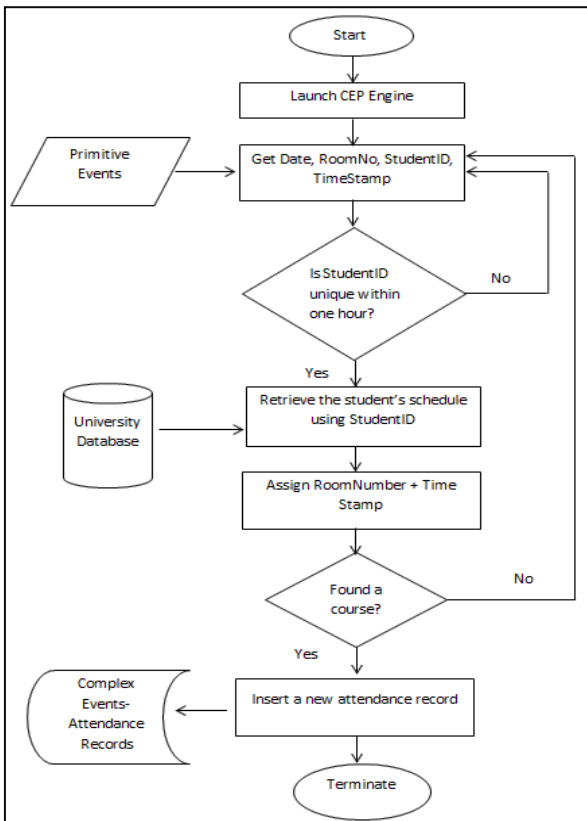 Start
Launch CEP Engine
Primitive
Events
Get Date, RoomNo, StudentID,
TimeStamp
Is StudentID
unique within
one hour?
No
Yes
University
Database
Retrieve the student's schedule
using StudentID
Assign RoomNumber + Time
Stamp
Found a
course?
No
Yes
Complex
Events-
Attendance
Records
Insert a new attendance record
Terminate